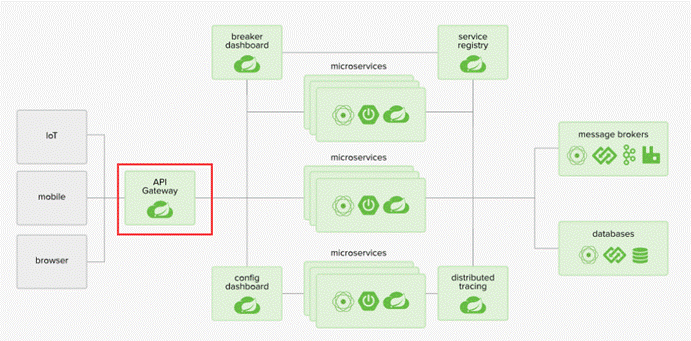 breaker
dashboard
service
registry
microservices
IoT
mobile
browser
API
Gateway
microservices
message brokers
databases
microservices
config
dashboard
distributed
tracing